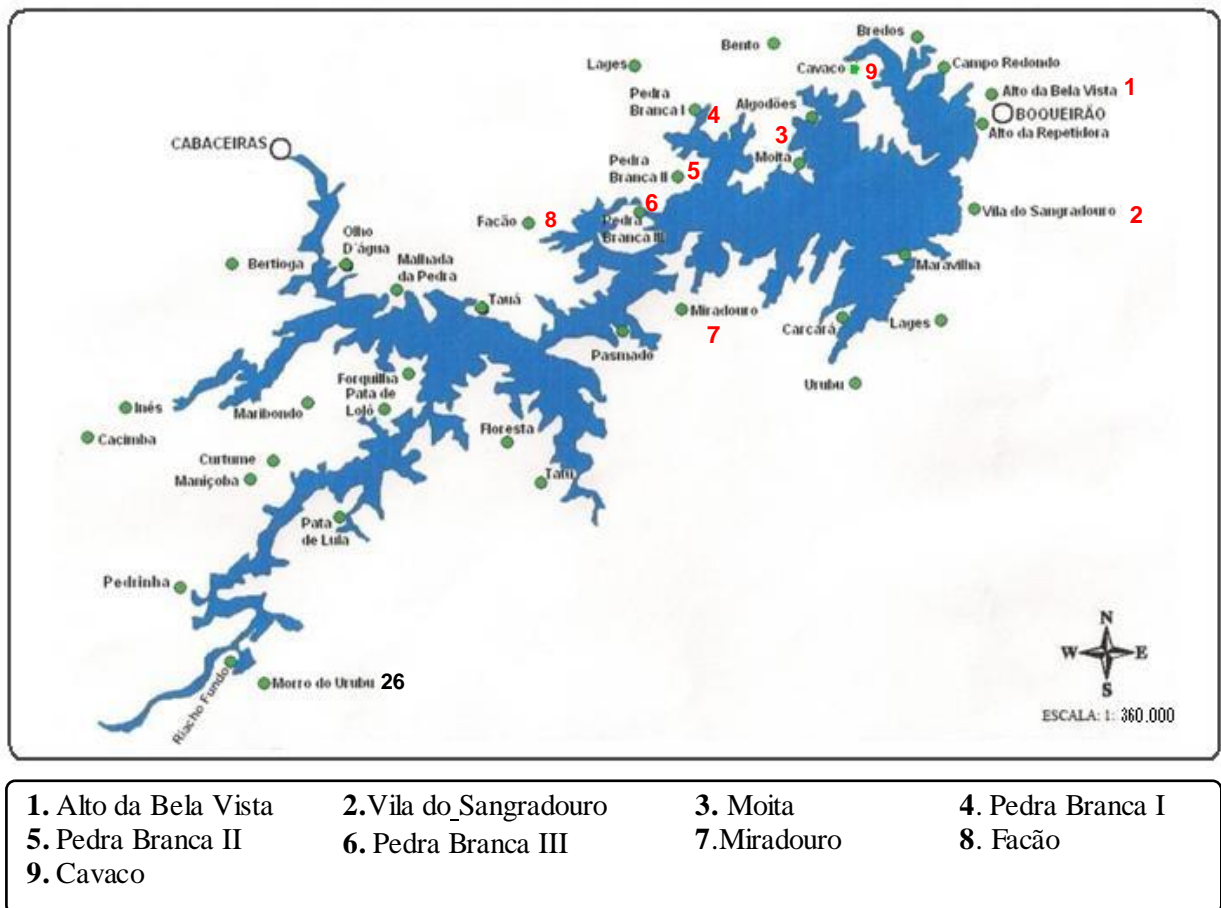 Bredos
Bento
Lages
Cavaco 9
Campo Redondo
Pedra
Branca I
4
Algodões
Alto da Bela Vista 1
BOQUEIRÃO
3
Alto da Repetidora
CABACEIRAS
Moita
Pedra
Branca II
5
6
Facão 8
Pedra
Branca III
Vila do Sangradouro 2
Olho
D´água
Bertioga
Malhada
da Pedra
Maravilha
Tauá
Miradouro
7
Carcará
Lages
Pasmado
Forquilha
Pata de
Loló
Urubu
Inés
Maribondo
Cacimba
Floresta
Curtume
Maniçoba
Tatú
Pata
de Lula
Pedrinha
N
W E
S
Morro do Urubu 26
Riacho Fundo
ESCALA: 1: 360.000
1. Alto da Bela Vista 2.Vila do Sangradouro 3. Moita 4. Pedra Branca I
5. Pedra Branca II 6. Pedra Branca III 7.Miradouro 8. Facão
9. Cavaco